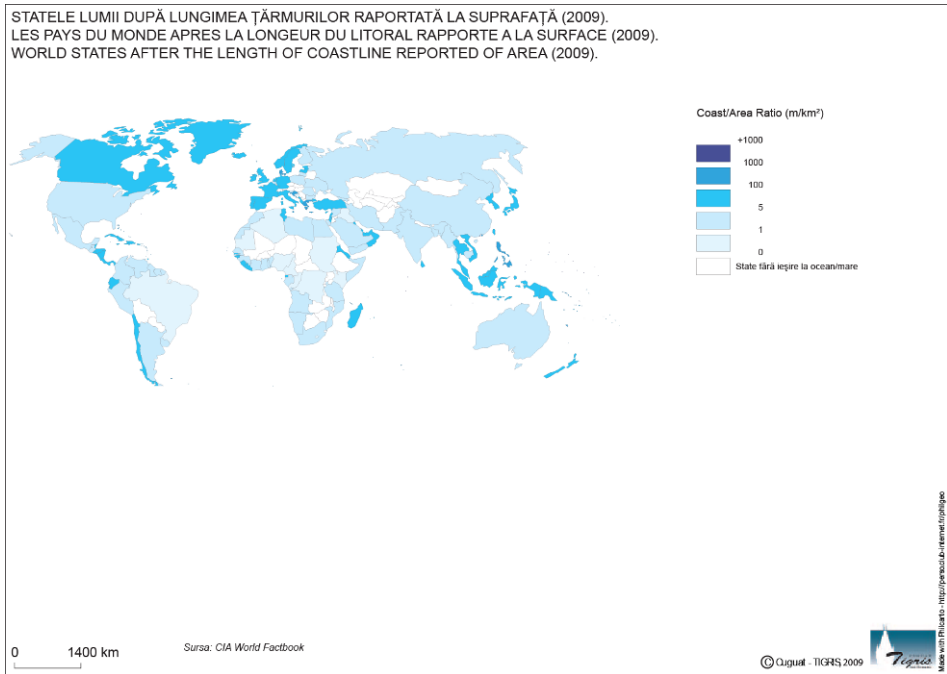 STATELE LUMII DUPĂ LUNGIMEA ȚĂRMURILOR RAPORTATĂ LA SUPRAFAȚĂ (2009).
LES PAYS DU MONDE APRES LA LONGEUR DU LITORAL RAPPORTE A LA SURFACE (2009).
WORLD STATES AFTER THE LENGTH OF COASTLINE REPORTED OF AREA (2009).
Coast/Area Ratio (m/km²)
+1000
1000
100
5
1
0
State fără ieșire la ocean/mare
0 1400 km
Sursa: CIA World Factbook
© Cuguat - TIGRIS, 2009
Tigris
Made with Philcarto - http://perso.club-internet.fr/philgeo